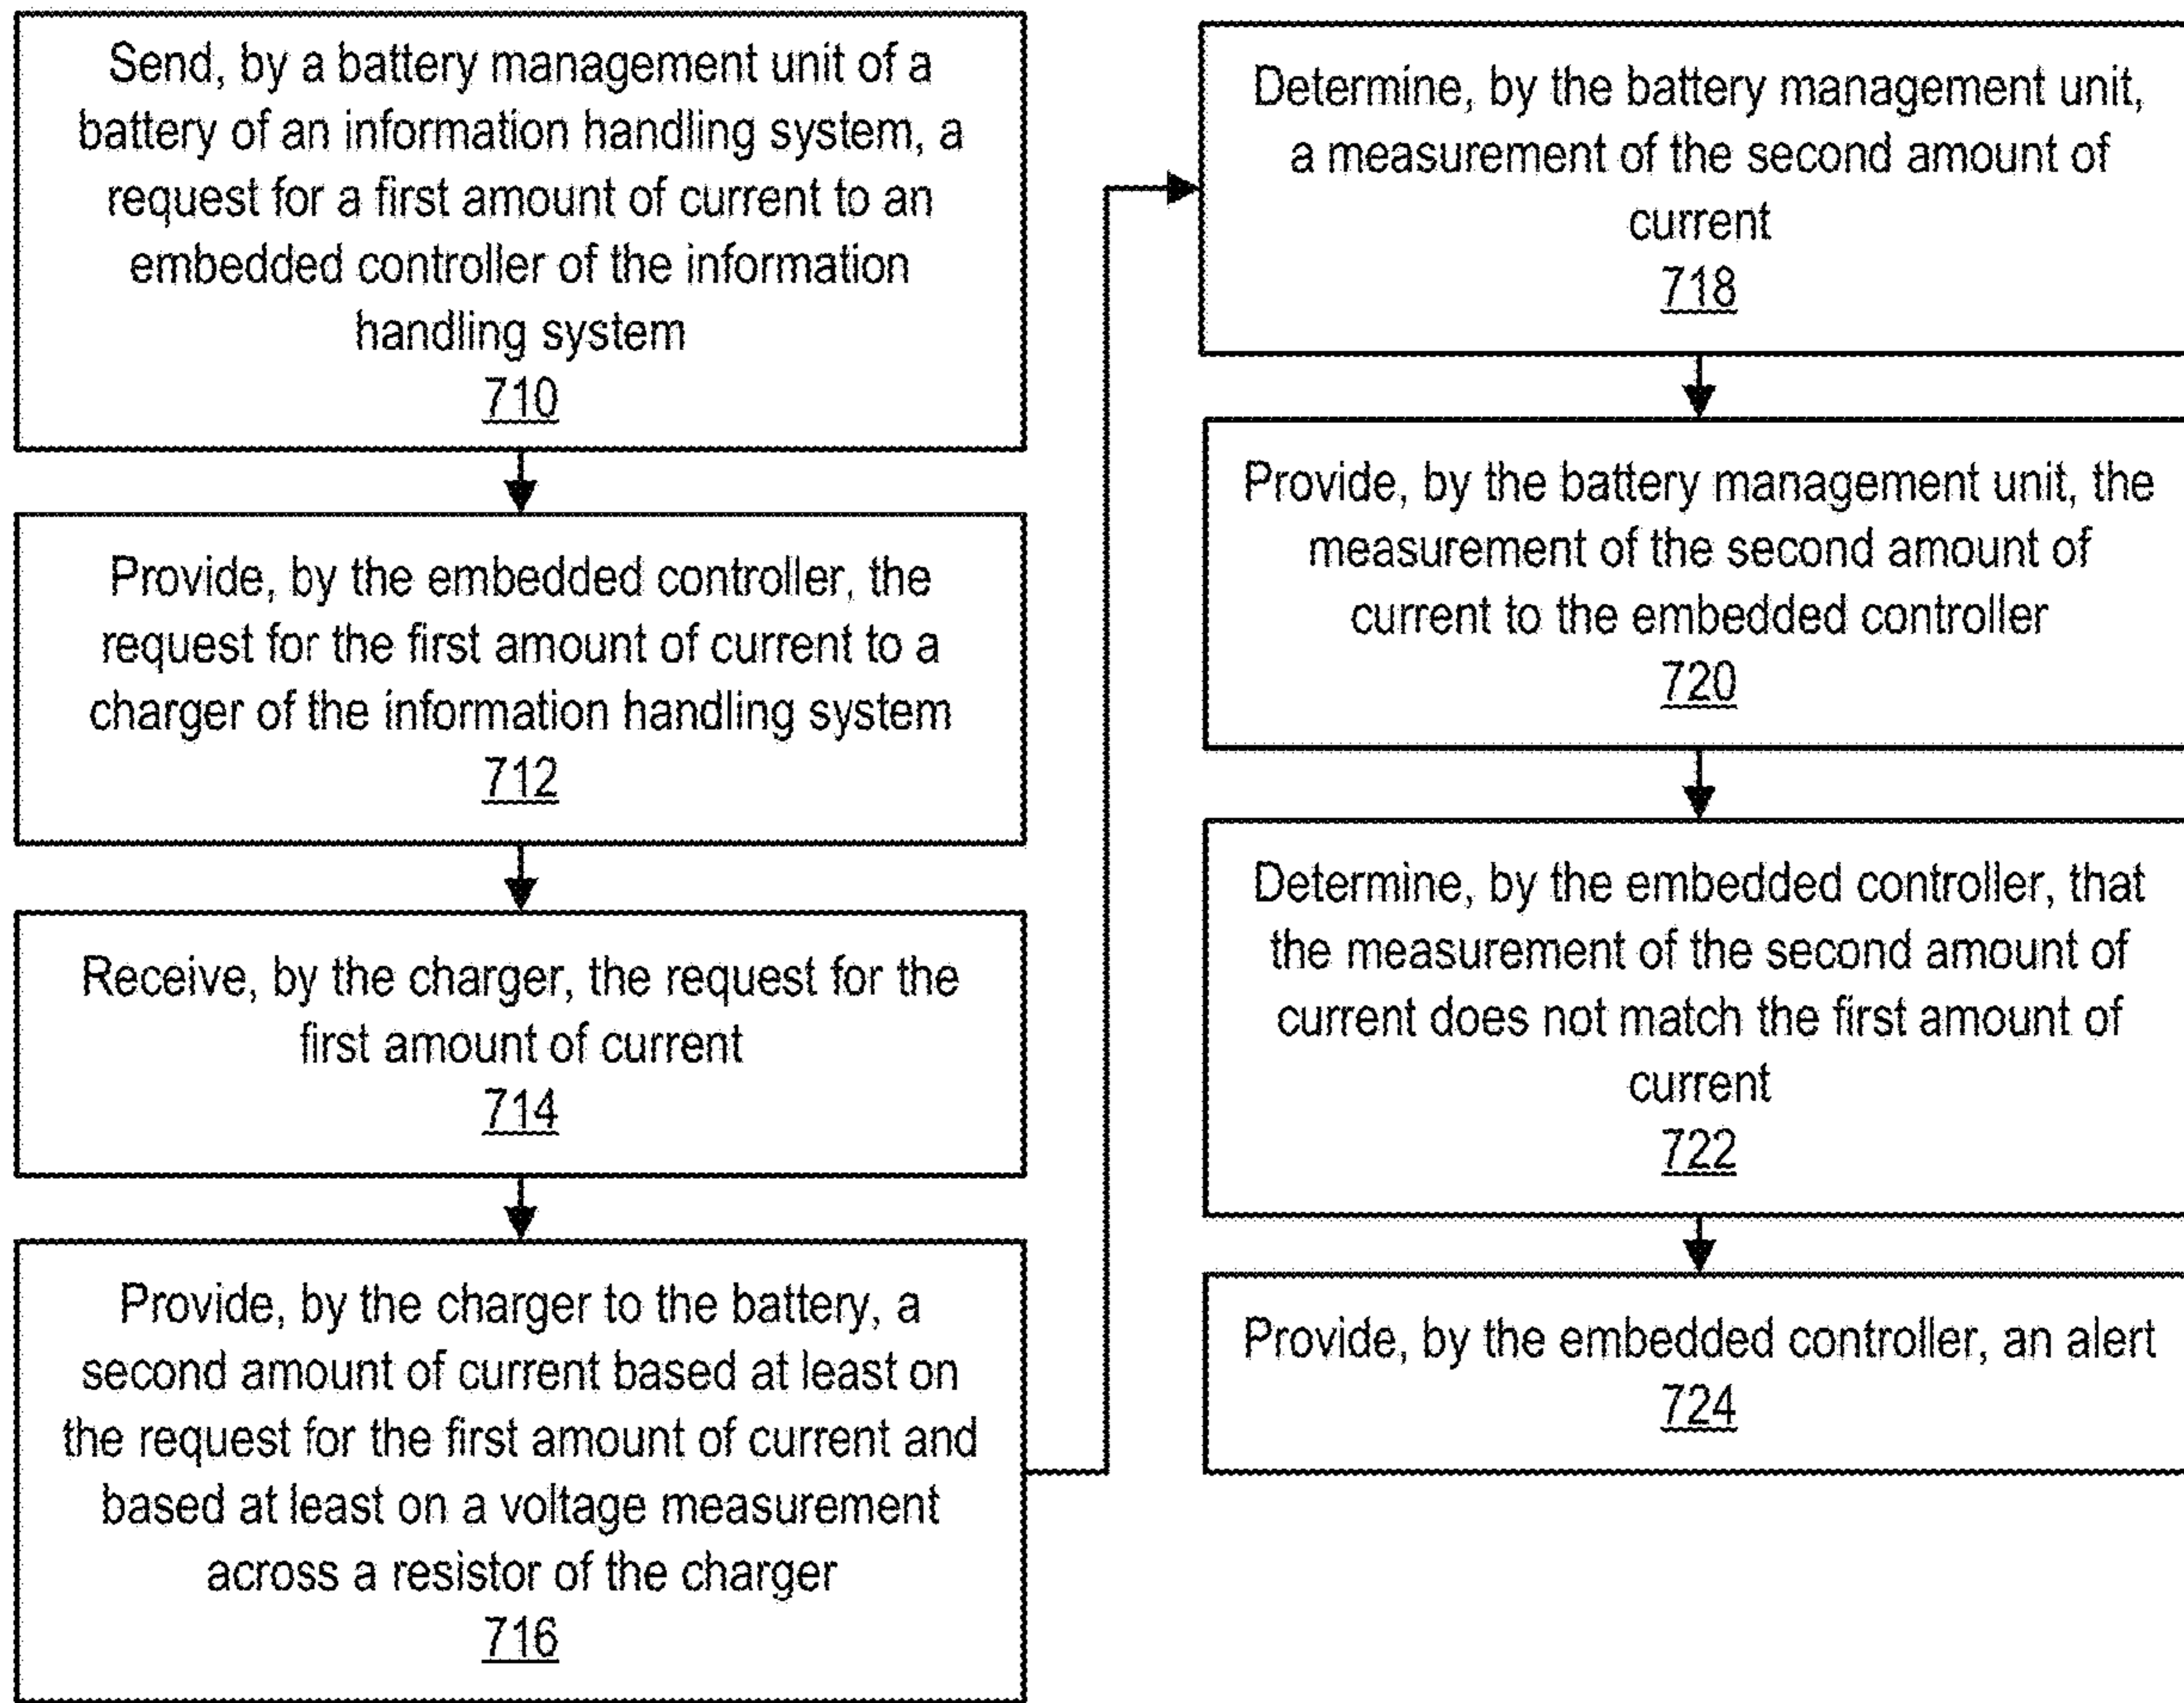 Send, by a battery management unit of a
battery of an information handling system, a
request for a first amount of current to an
embedded controller of the information
handling system
710
Provide, by the embedded controller, the
request for the first amount of current to a
charger of the information handling system
712
Receive, by the charger, the request for the
first amount of current
714
Provide, by the charger to the battery, a
second amount of current based at least on
the request for the first amount of current and
based at least on a voltage measurement
across a resistor of the charger
716
Determine, by the battery management unit,
a measurement of the second amount of
current
718
Provide, by the battery management unit, the
measurement of the second amount of
current to the embedded controller
720
Determine, by the embedded controller, that
the measurement of the second amount of
current does not match the first amount of
current
722
Provide, by the embedded controller, an alert
724